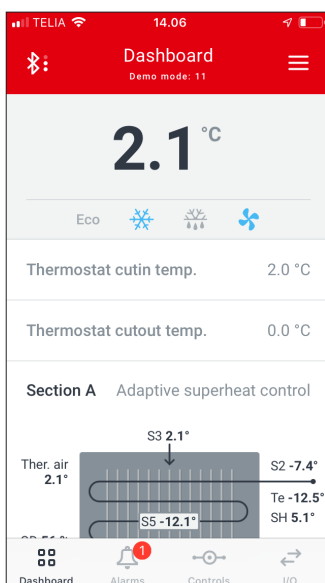 TELIA 14.06
Dashboard
Demo mode: 11
2.1 °C
Eco
Thermostat cutin temp. 2.0 °C
Thermostat cutout temp. 0.0 °C
Section A Adaptive superheat control
S3 2.1°
Ther. air
2.1°
S2 -7.4°
Te -12.5°
SH 5.1°
S5 -12.1°
1
Dashboard Alarms Controls I/O